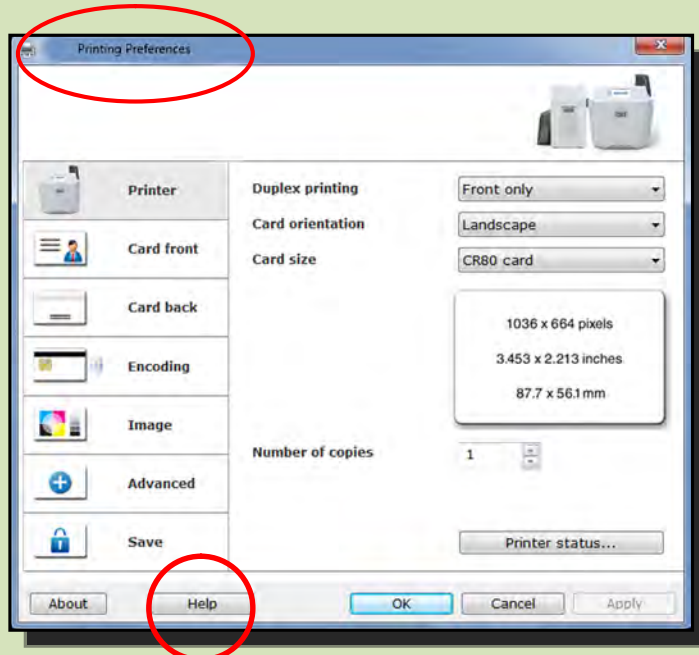 Printing Preferences
Printer
Duplex printing
Front only
Card orientation
Landscape
Card front
Card size
CR80 card
Card back
1036 x 664 pixels
3.453 x 2.213 inches
87.7 x 56.1 mm
Encoding
Image
Number of copies
1
Advanced
Save
Printer status...
About
Help
OK
Cancel
Apply